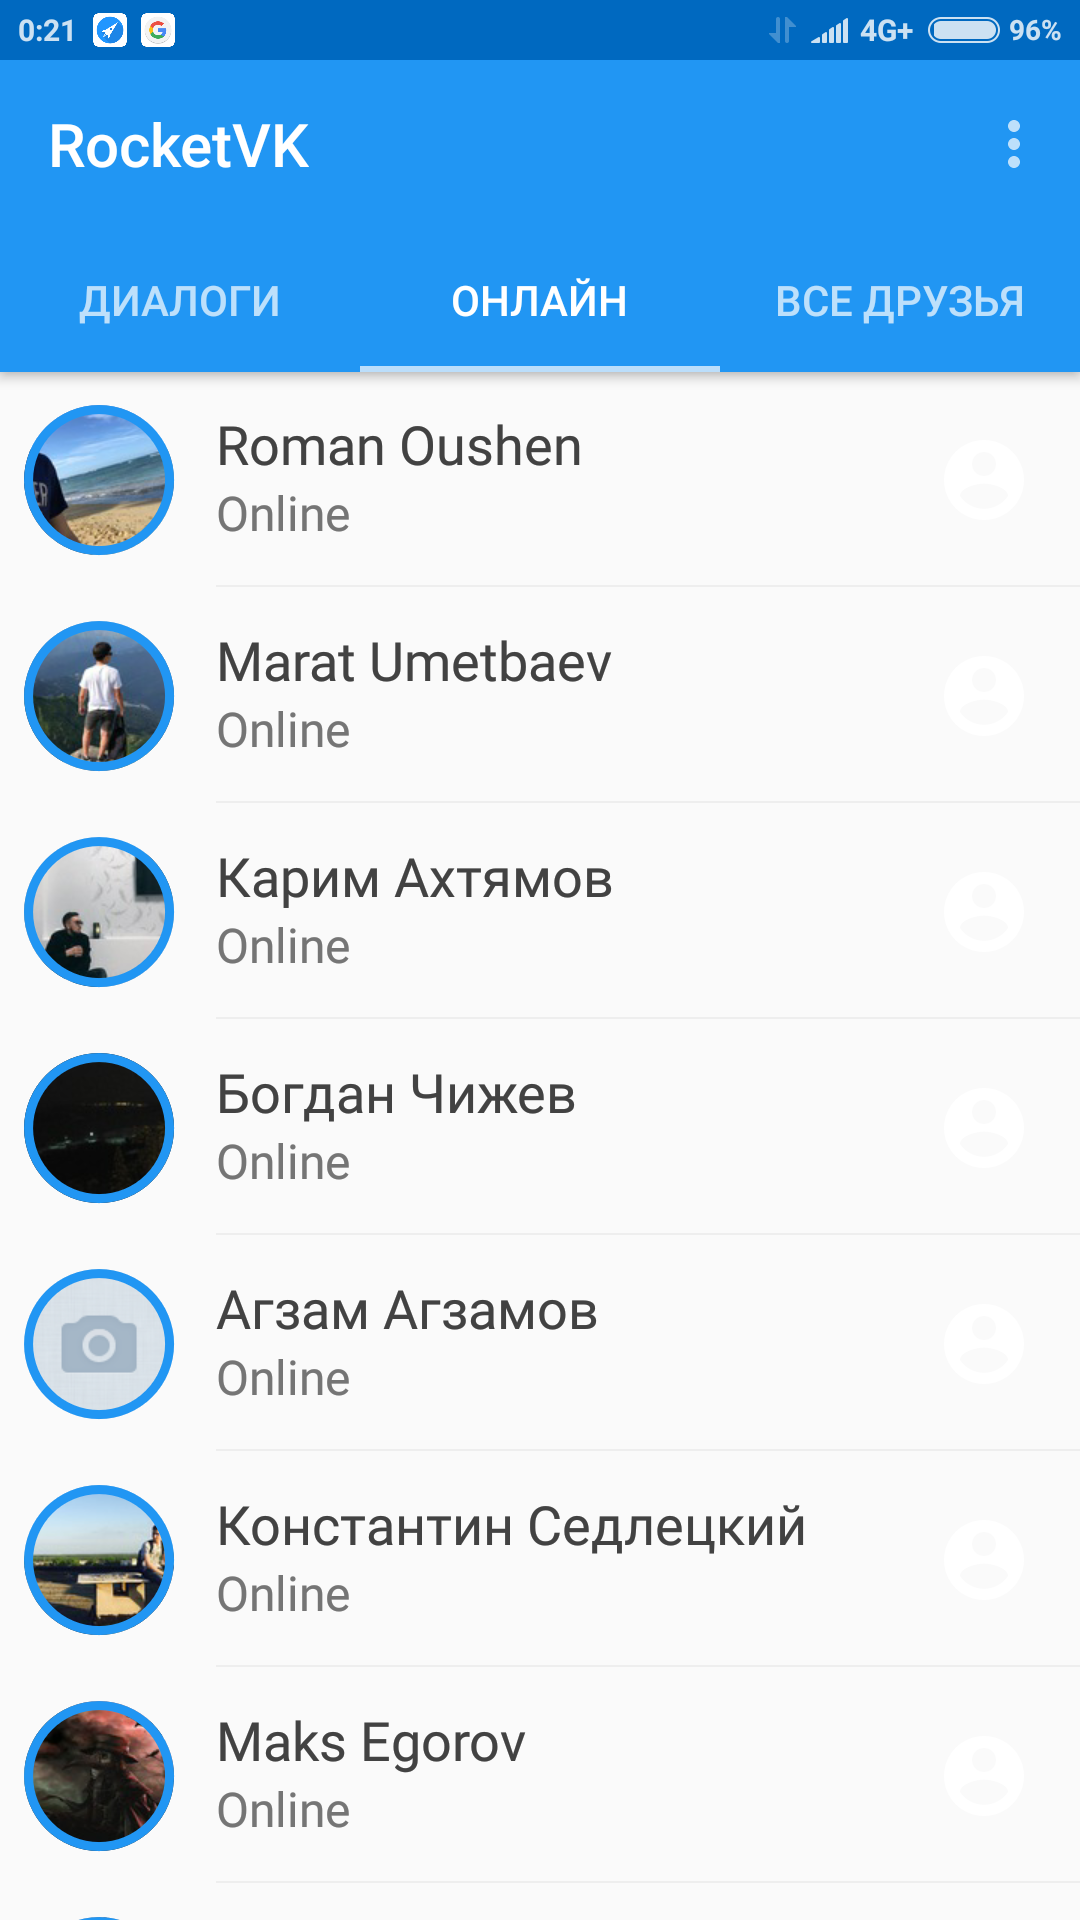 0:21 4G+ 96%
RocketVK
ДИАЛОГИ ОНЛАЙН ВСЕ ДРУЗЬЯ
Roman Oushen
Online
Marat Umetbaev
Online
Карим Ахтямов
Online
Богдан Чижев
Online
Агзам Агзамов
Online
Константин Седлецкий
Online
Maks Egorov
Online